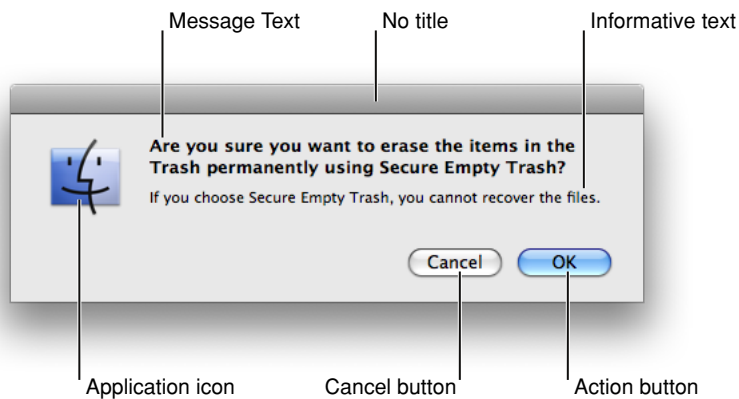 Message Text
No title
Informative text
Are you sure you want to erase the items in the
Trash permanently using Secure Empty Trash?
If you choose Secure Empty Trash, you cannot recover the files.
Cancel
OK
Application icon
Cancel button
Action button